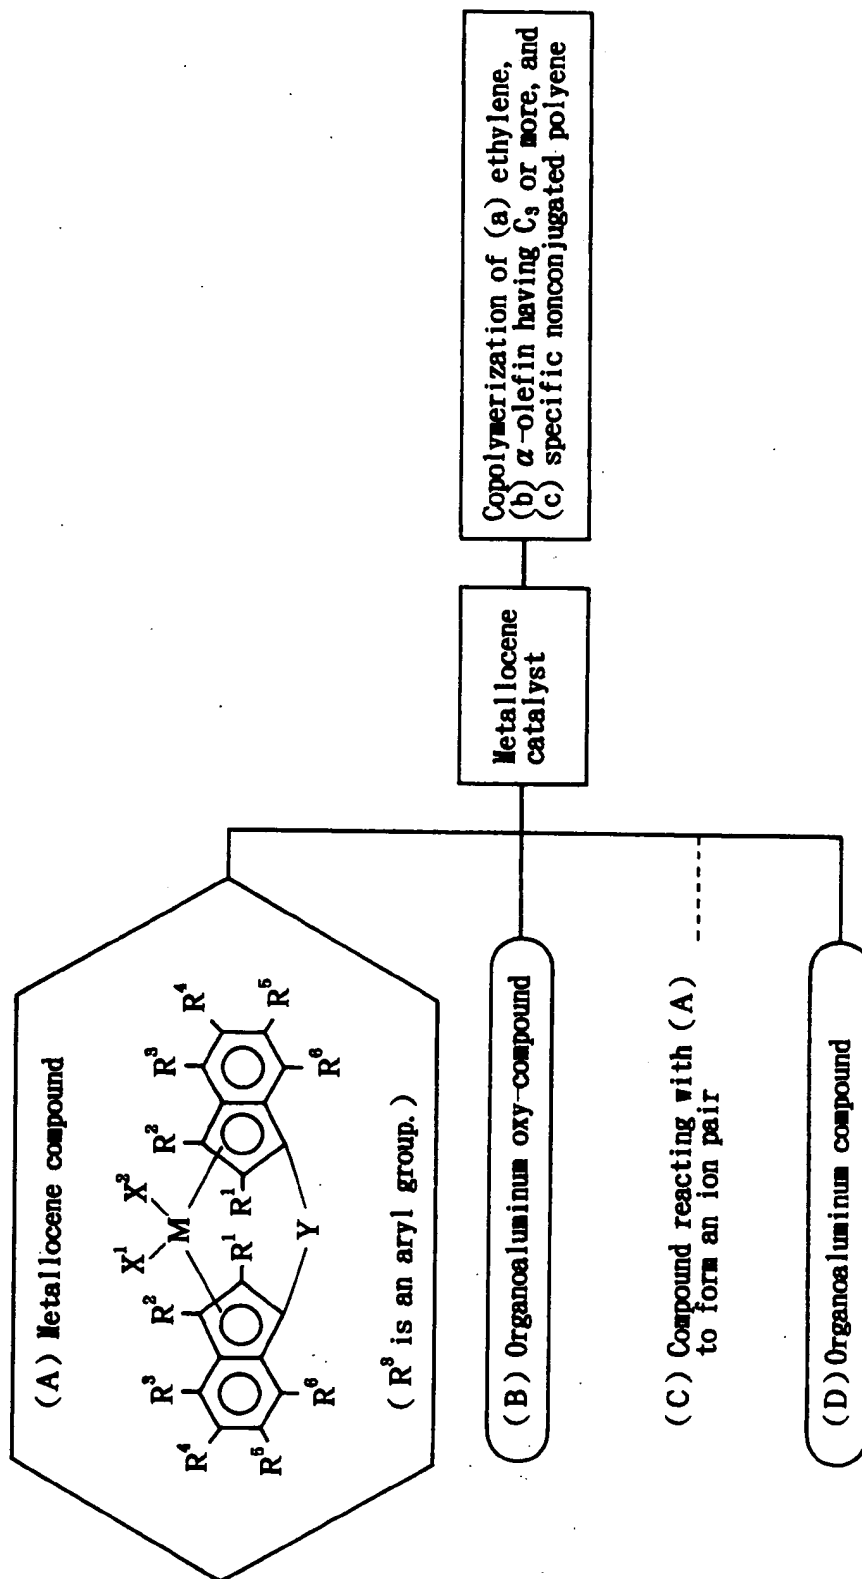 (A) Metallocene compound
X¹ X²
M
R³ R² R¹ R¹ R² R³
R⁴ R⁴
R⁵ R⁶ R⁶ R⁵
Y
(R³ is an aryl group.)
(B) Organoaluminum oxy-compound
(C) Compound reacting with (A)
to form an ion pair
(D) Organoaluminum compound
Metallocene
catalyst
Copolymerization of (a) ethylene,
(b) α-olefin having C₃ or more, and
(c) specific nonconjugated polyene